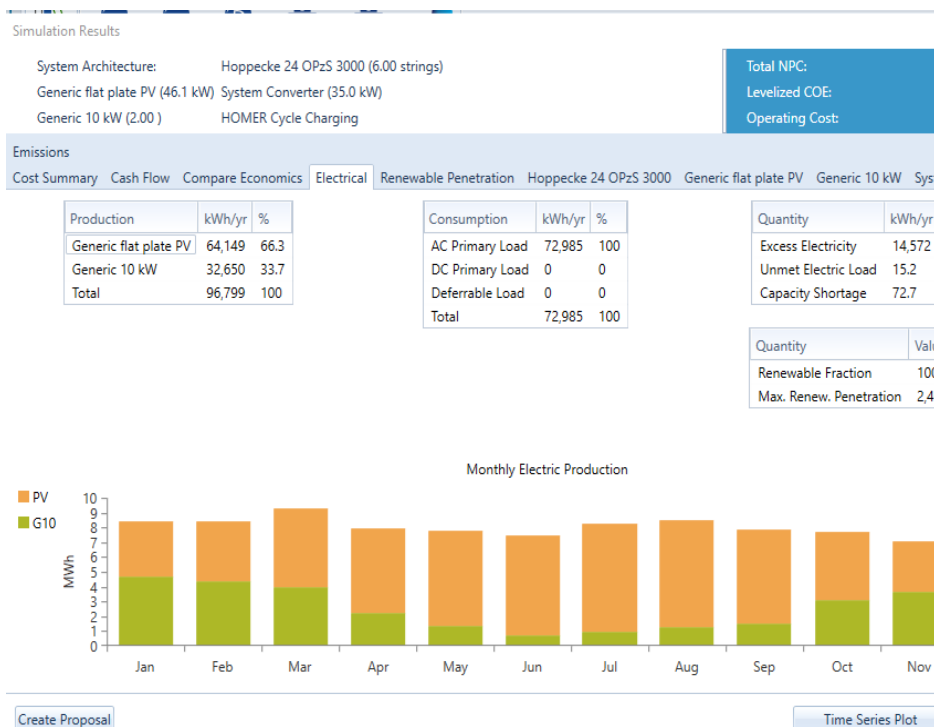 Simulation Results
System Architecture: Hoppecke 24 OPzS 3000 (6.00 strings)
Generic flat plate PV (46.1 kW) System Converter (35.0 kW)
Generic 10 kW (2.00 ) HOMER Cycle Charging
Total NPC:
Levelized COE:
Operating Cost:
Emissions
Cost Summary Cash Flow Compare Economics Electrical Renewable Penetration Hoppecke 24 OPzS 3000 Generic flat plate PV Generic 10 kW Sys
Production kWh/yr %
Generic flat plate PV 64,149 66.3
Generic 10 kW 32,650 33.7
Total 96,799 100
Consumption kWh/yr %
AC Primary Load 72,985 100
DC Primary Load 0 0
Deferrable Load 0 0
Total 72,985 100
Quantity kWh/yr
Excess Electricity 14,572
Unmet Electric Load 15.2
Capacity Shortage 72.7
Quantity Val
Renewable Fraction 100
Max. Renew. Penetration 2,4
Monthly Electric Production
PV
G10
MWh
10
9
8
7
6
5
4
3
2
1
0
Jan Feb Mar Apr May Jun Jul Aug Sep Oct Nov
Create Proposal
Time Series Plot